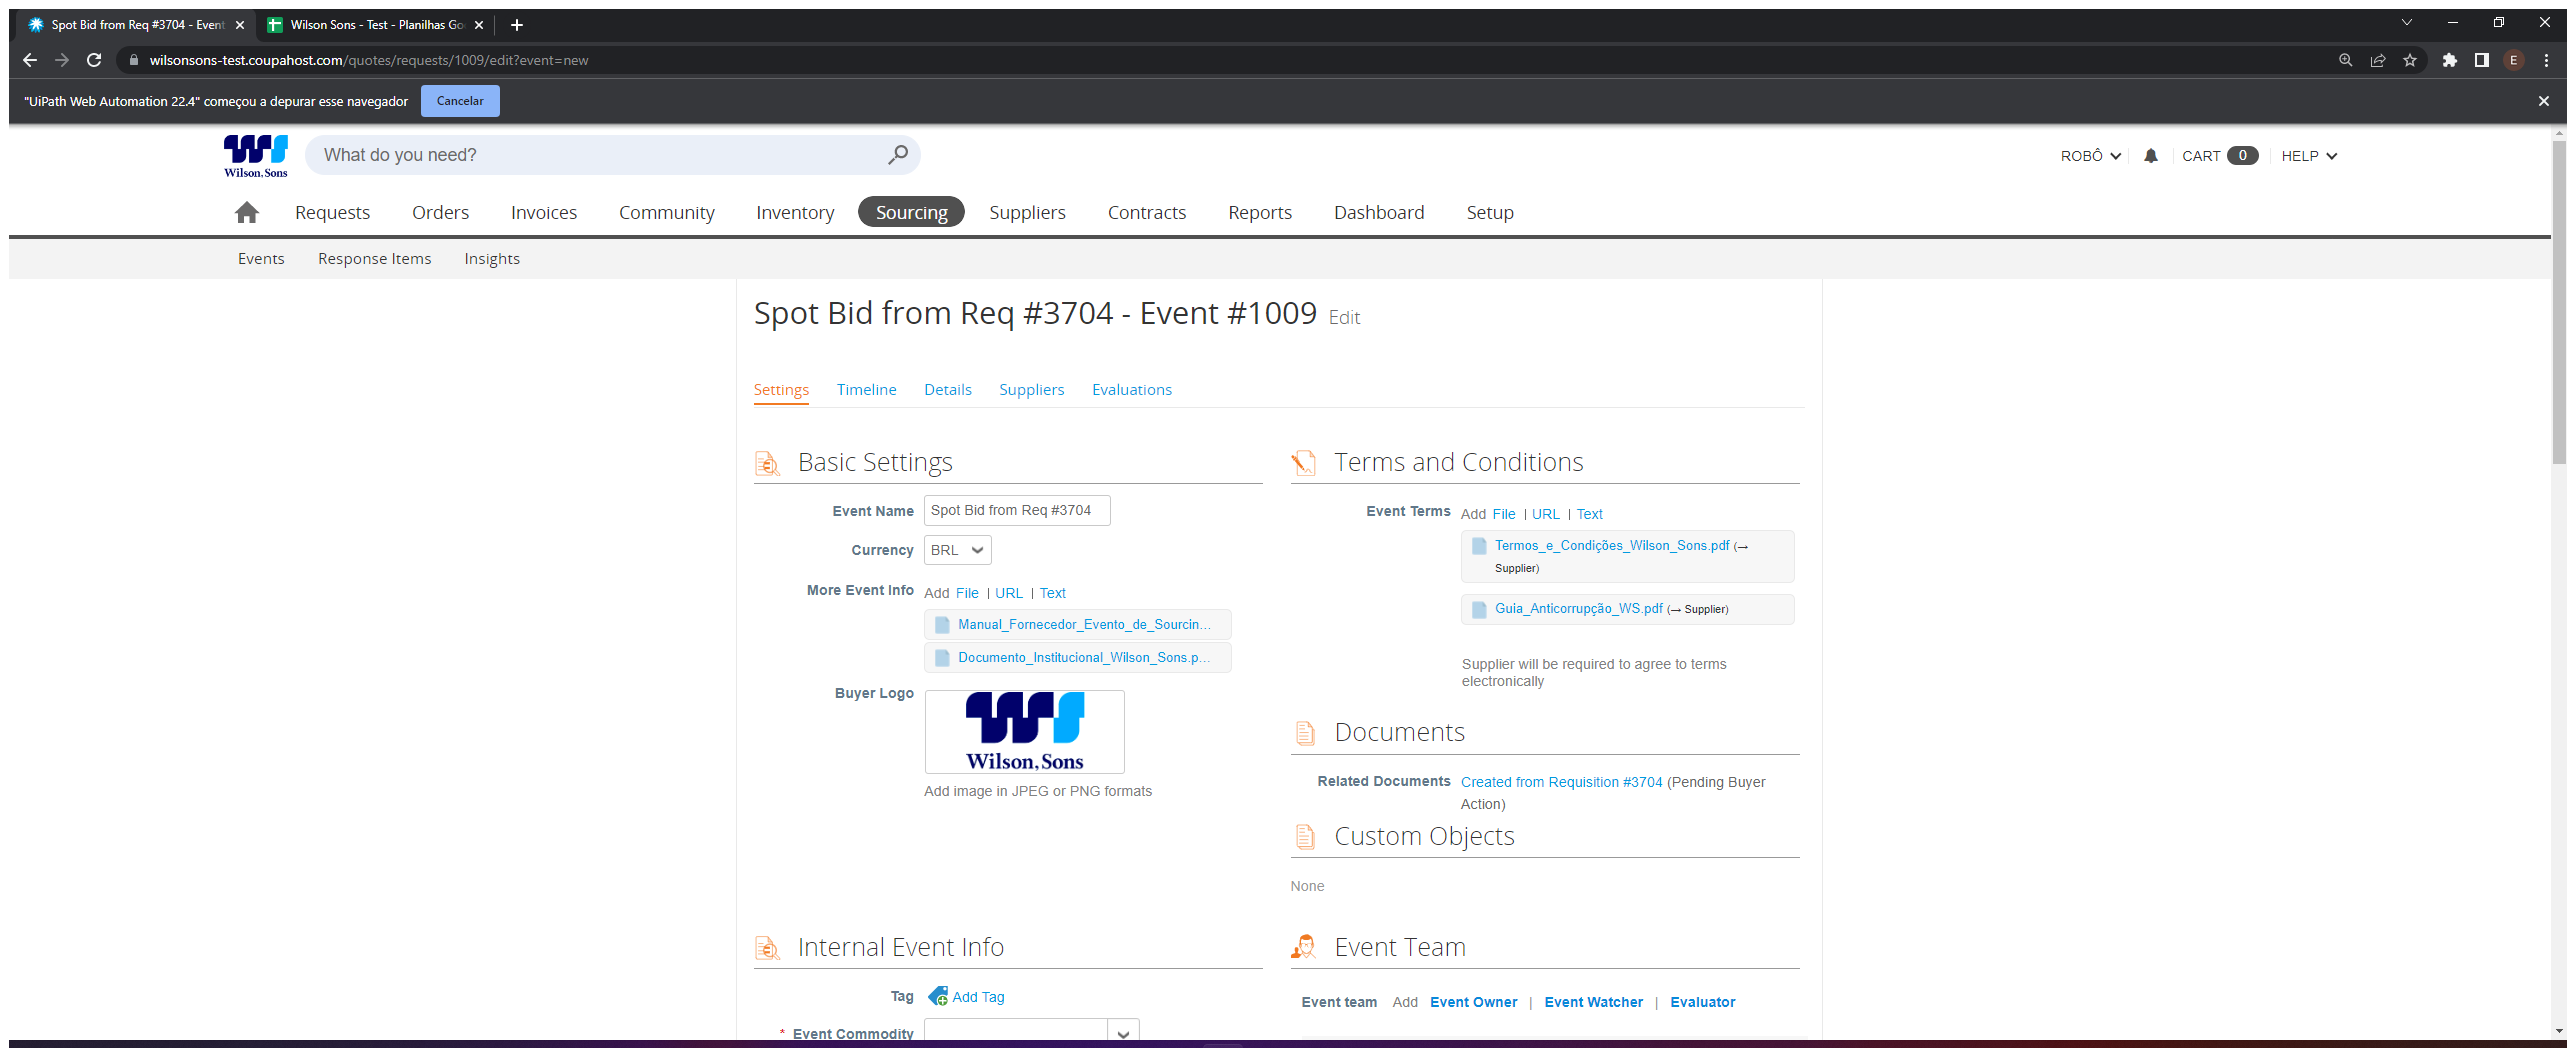 Spot Bid from Req #3704 - Event
Wilson Sons - Test - Planilhas Go
wilsonsons-test.coupahost.com/quotes/requests/1009/edit?event=new
E
"UiPath Web Automation 22.4" começou a depurar esse navegador
Cancelar
Wilson, Sons
What do you need?
ROBÔ
CART 0
HELP
Requests Orders Invoices Community Inventory Sourcing Suppliers Contracts Reports Dashboard Setup
Events Response Items Insights
Spot Bid from Req #3704 - Event #1009 Edit
Settings Timeline Details Suppliers Evaluations
Basic Settings
Event Name Spot Bid from Req #3704
Currency BRL
More Event Info Add File | URL | Text
Manual_Fornecedor_Evento_de_Sourcin...
Documento_Institucional_Wilson_Sons.p...
Buyer Logo
Wilson, Sons
Add image in JPEG or PNG formats
Terms and Conditions
Event Terms Add File | URL | Text
Termos_e_Condições_Wilson_Sons.pdf (→
Supplier)
Guia_Anticorrupção_WS.pdf (→ Supplier)
Supplier will be required to agree to terms
electronically
Documents
Related Documents Created from Requisition #3704 (Pending Buyer
Action)
Custom Objects
None
Internal Event Info
Tag Add Tag
* Event Commodity
Event Team
Event team Add Event Owner | Event Watcher | Evaluator